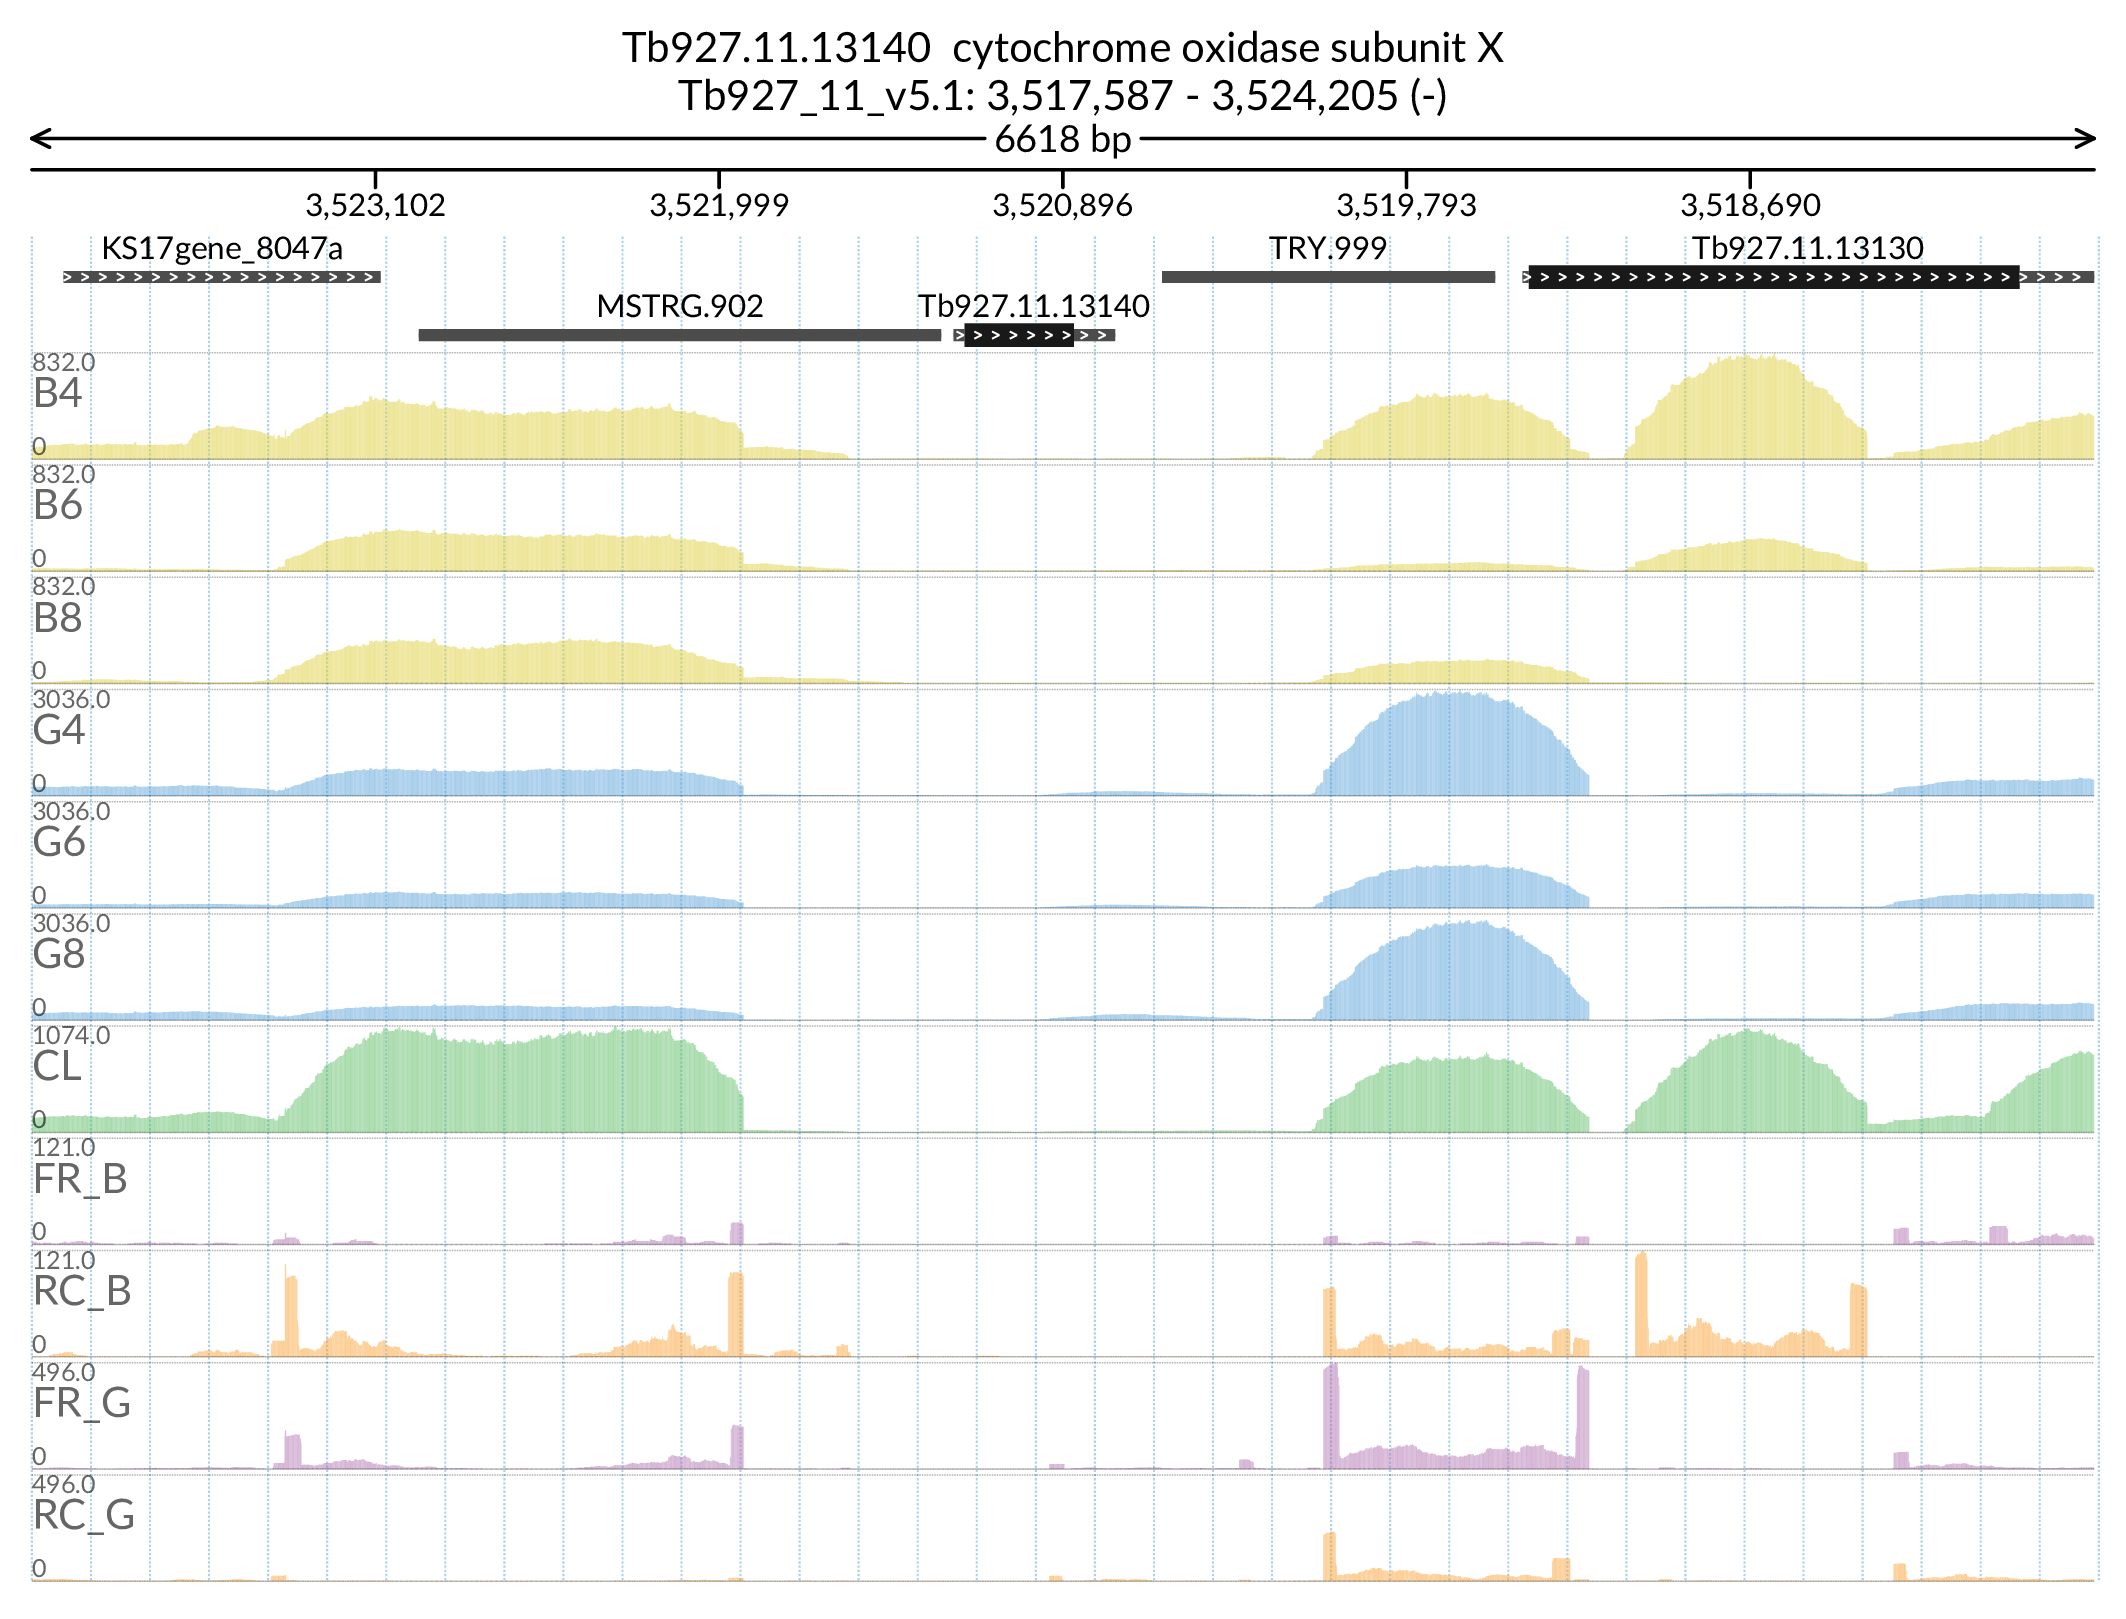 Tb927.11.13140 cytochrome oxidase subunit X
Tb927_11_v5.1: 3,517,587 - 3,524,205 (-)
6618 bp
3,523,102 3,521,999 3,520,896 3,519,793 3,518,690
KS17gene_8047a TRY.999 Tb927.11.13130
MSTRG.902 Tb927.11.13140
832.0
B4
0
832.0
B6
0
832.0
B8
0
3036.0
G4
0
3036.0
G6
0
3036.0
G8
0
1074.0
CL
0
121.0
FR_B
0
121.0
RC_B
0
496.0
FR_G
0
496.0
RC_G
0